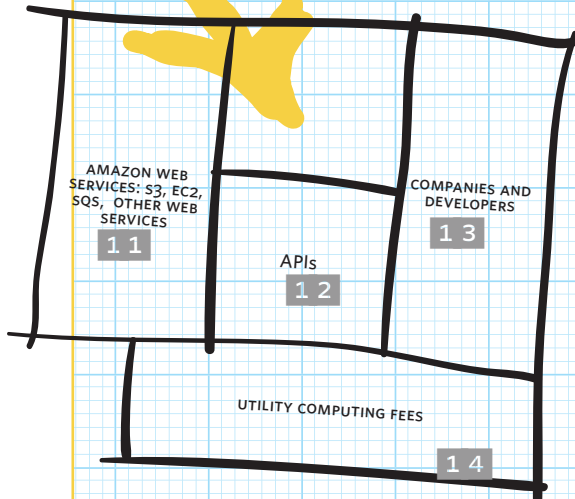 AMAZON WEB
SERVICES: S3, EC2,
SQS, OTHER WEB
SERVICES
11
APIs
12
COMPANIES AND
DEVELOPERS
13
UTILITY COMPUTING FEES
14